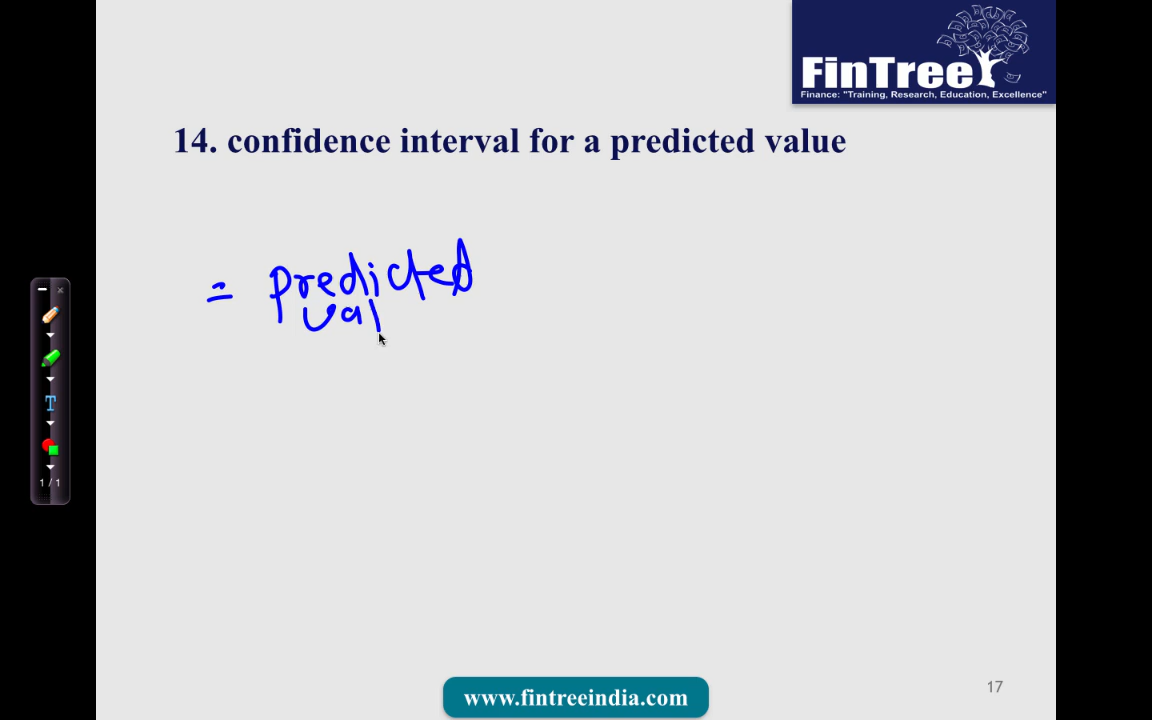 FinTree
Finance: "Training, Research, Education, Excellence"
14. confidence interval for a predicted value
= predicted
val
T
1 / 1
17
www.fintreeindia.com